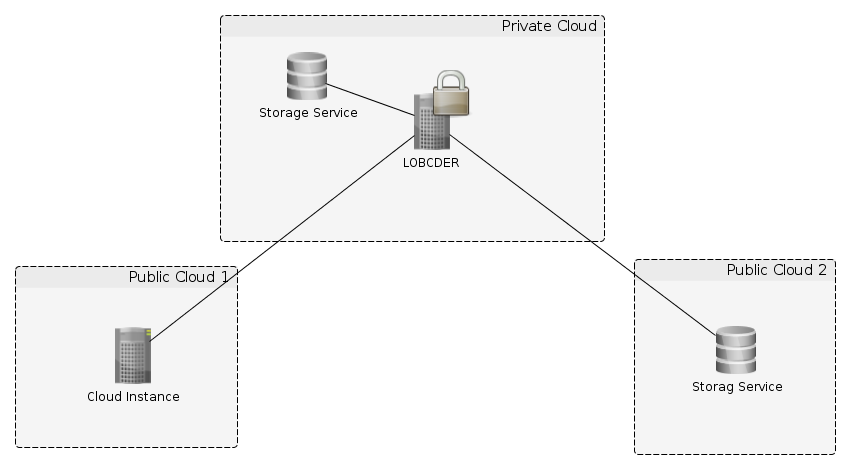 Private Cloud
Storage Service
LOBCDER
Public Cloud 1
Public Cloud 2
Cloud Instance
Storag Service